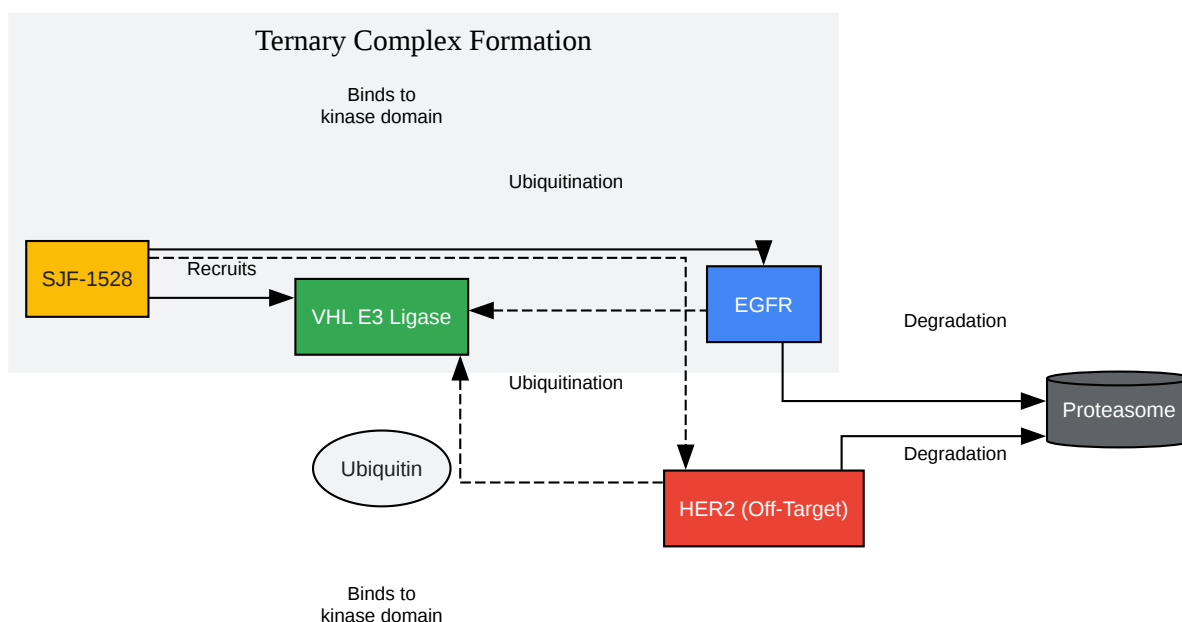 Ternary Complex Formation
Binds to
kinase domain
Ubiquitination
SJF-1528
Recruits
VHL E3 Ligase
EGFR
Degradation
Ubiquitination
Proteasome
Degradation
Ubiquitin
HER2 (Off-Target)
Binds to
kinase domain